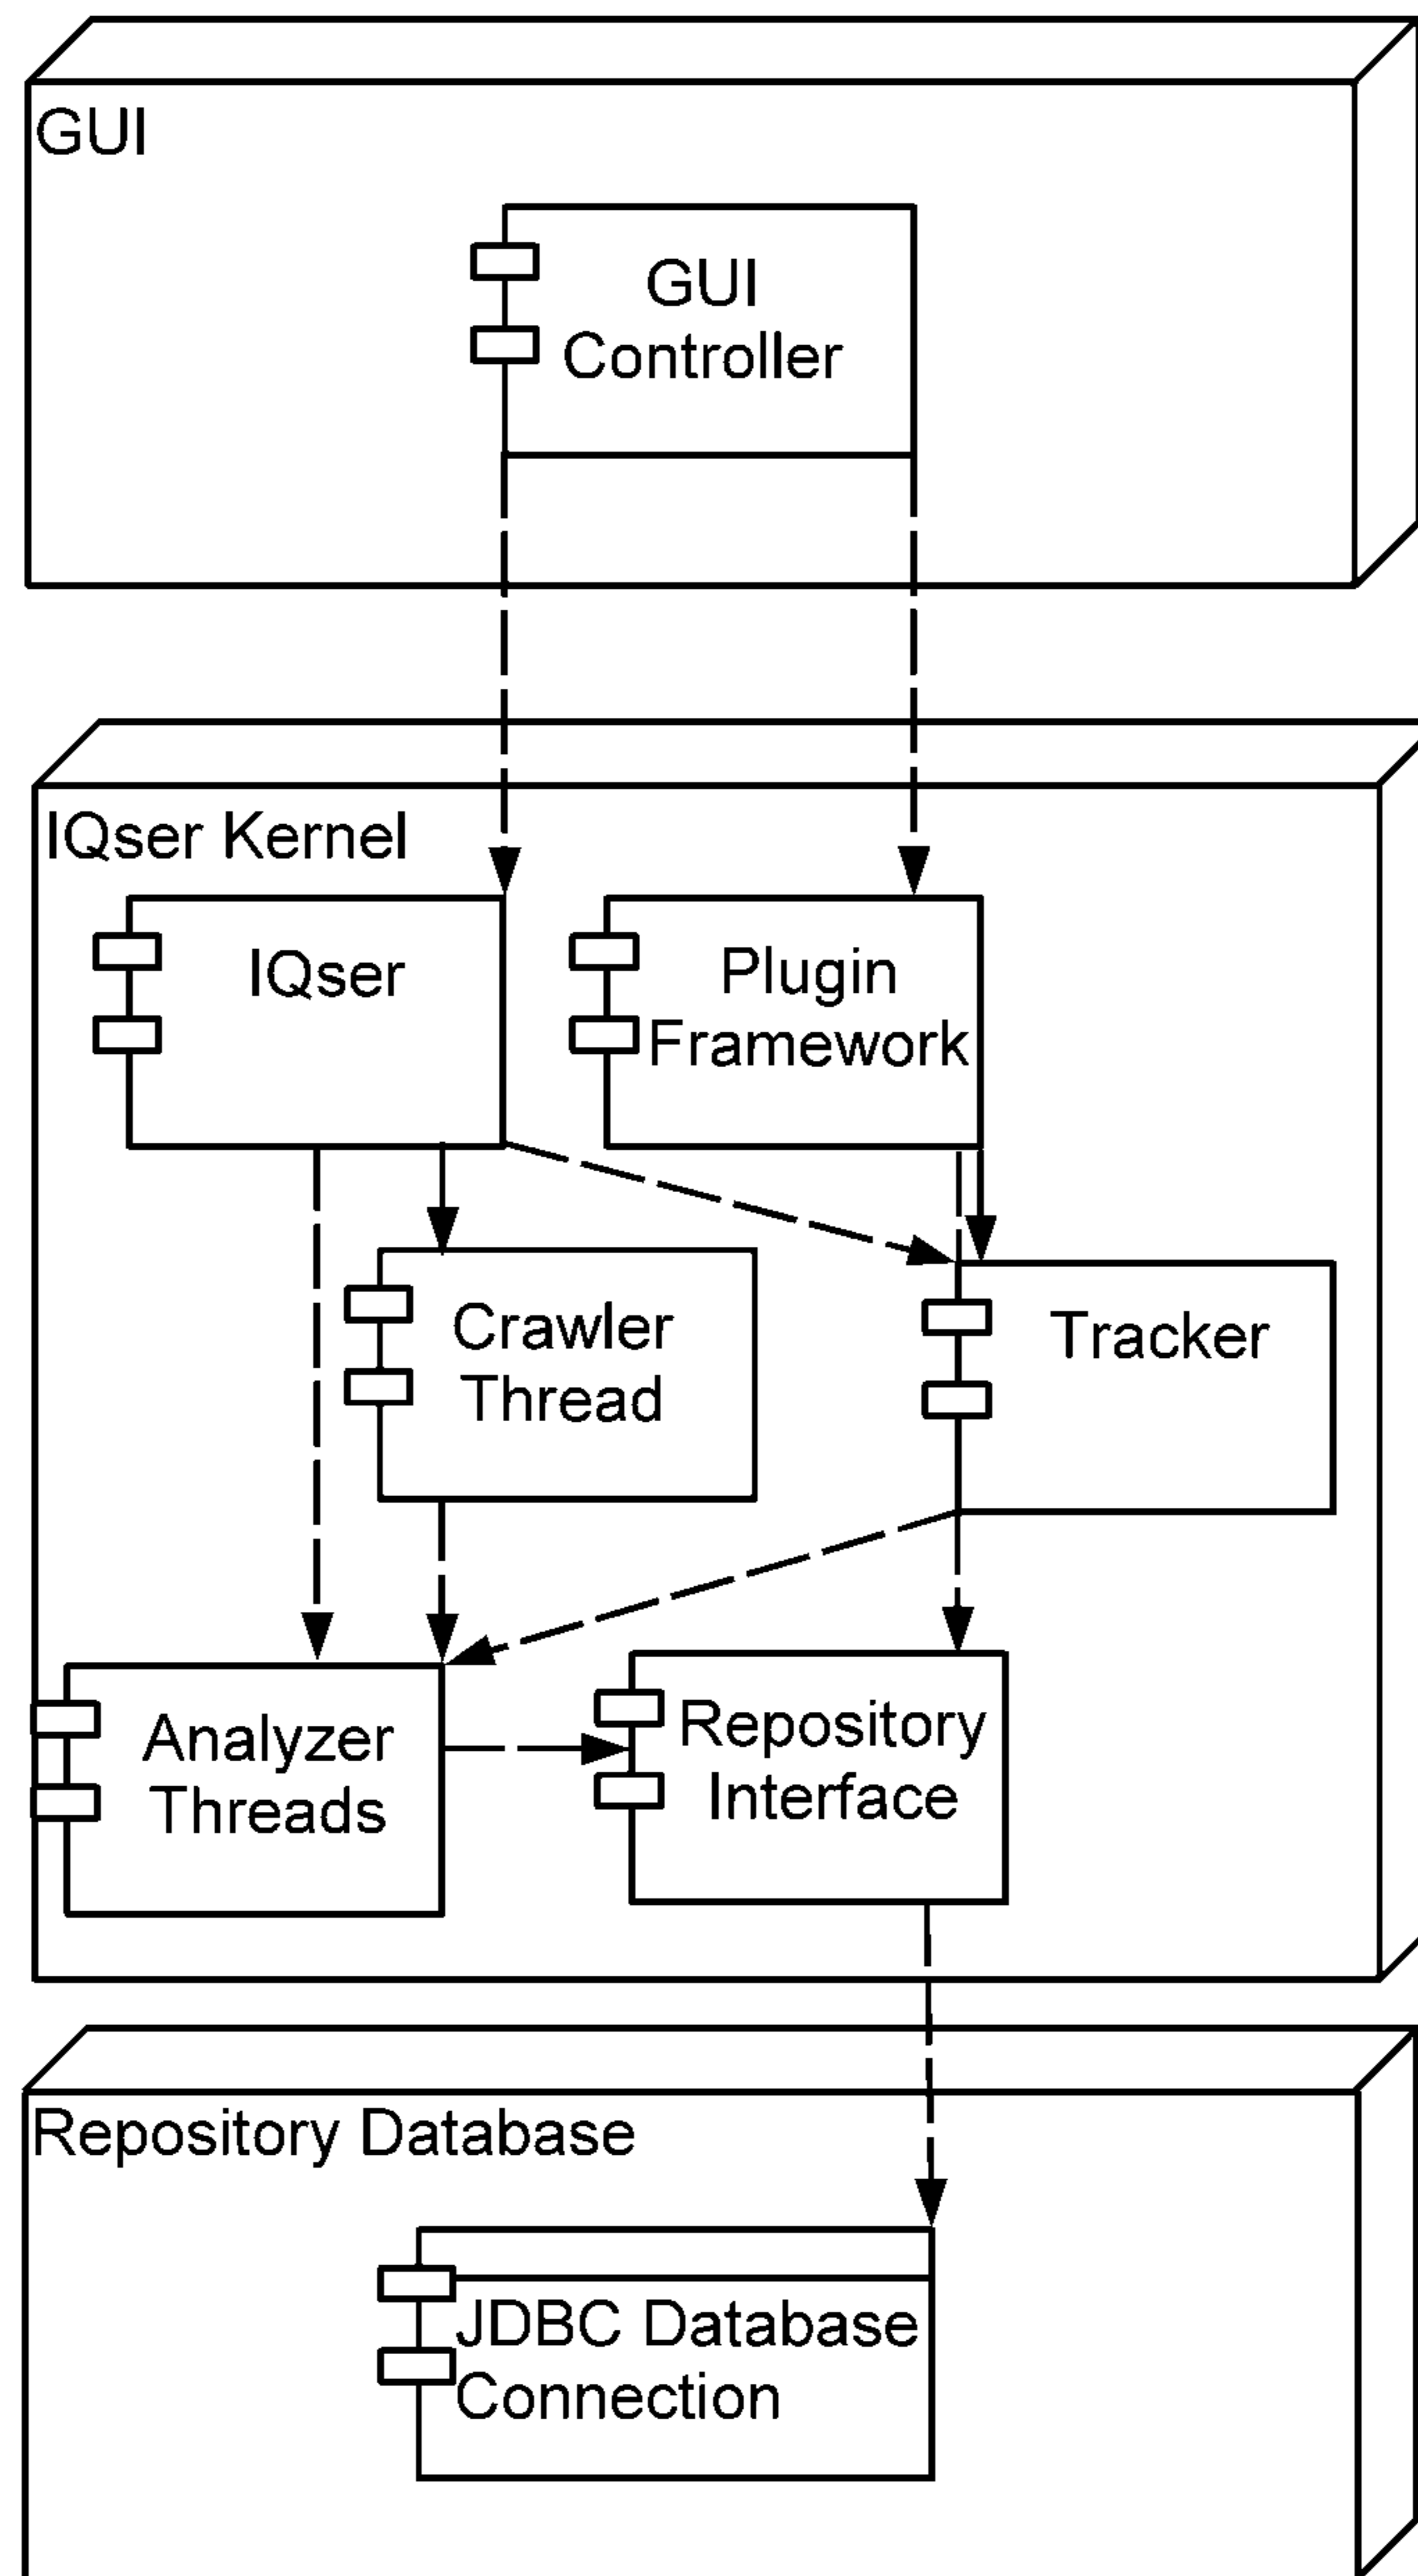 GUI
GUI
Controller
IQser Kernel
IQser
Plugin
Framework
Crawler
Thread
Tracker
Analyzer
Threads
Repository
Interface
Repository Database
JDBC Database
Connection